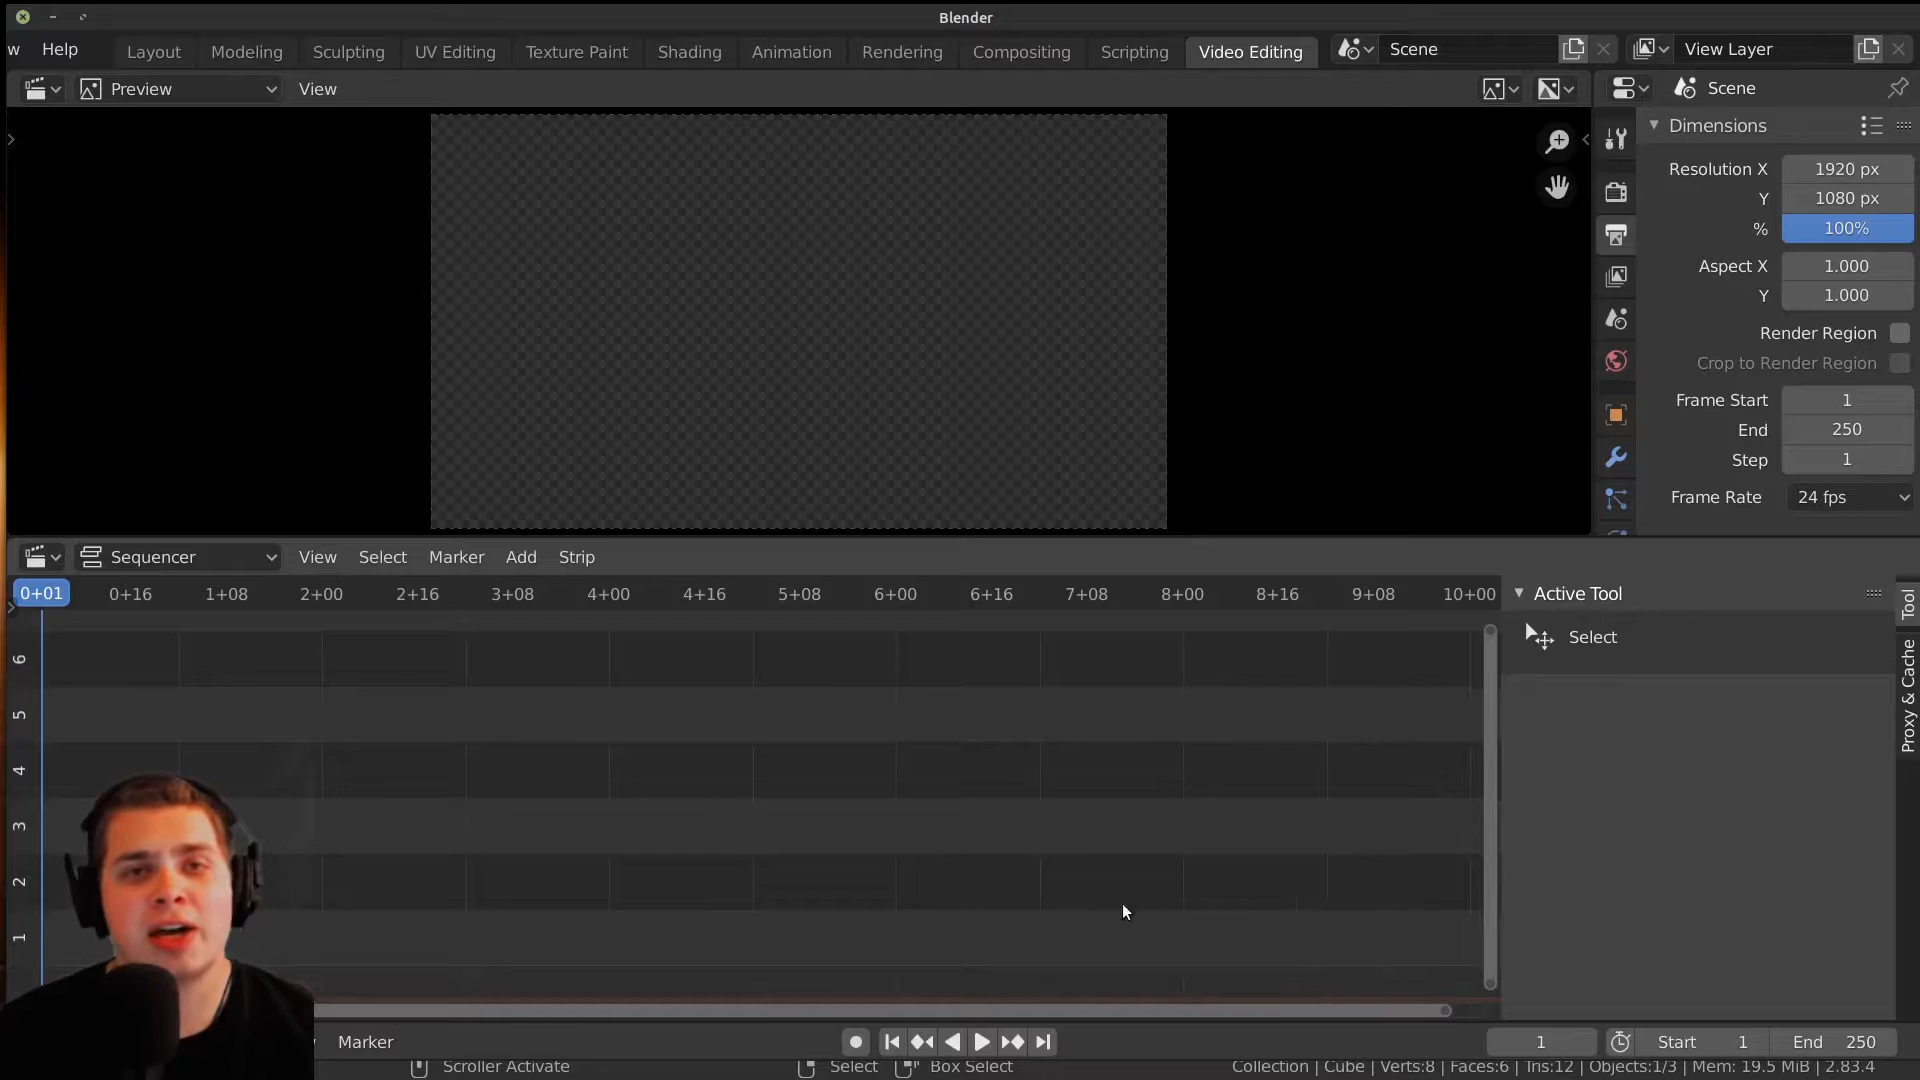 Blender
w Help Layout Modeling Sculpting UV Editing Texture Paint Shading Animation Rendering Compositing Scripting Video Editing Scene View Layer
Preview View Scene
Dimensions
Resolution X 1920 px
Y 1080 px
% 100%
Aspect X 1.000
Y 1.000
Render Region
Crop to Render Region
Frame Start 1
End 250
Step 1
Frame Rate 24 fps
Sequencer View Select Marker Add Strip
0+01 0+16 1+08 2+00 2+16 3+08 4+00 4+16 5+08 6+00 6+16 7+08 8+00 8+16 9+08 10+00
Active Tool
Select
Tool
Proxy & Cache
6
5
4
3
2
1
Marker 1 Start 1 End 250
Scroller Activate Select Box Select Collection | Cube | Verts:8 | Faces:6 | Tris:12 | Objects:1/3 | Mem: 19.5 MiB | 2.83.4